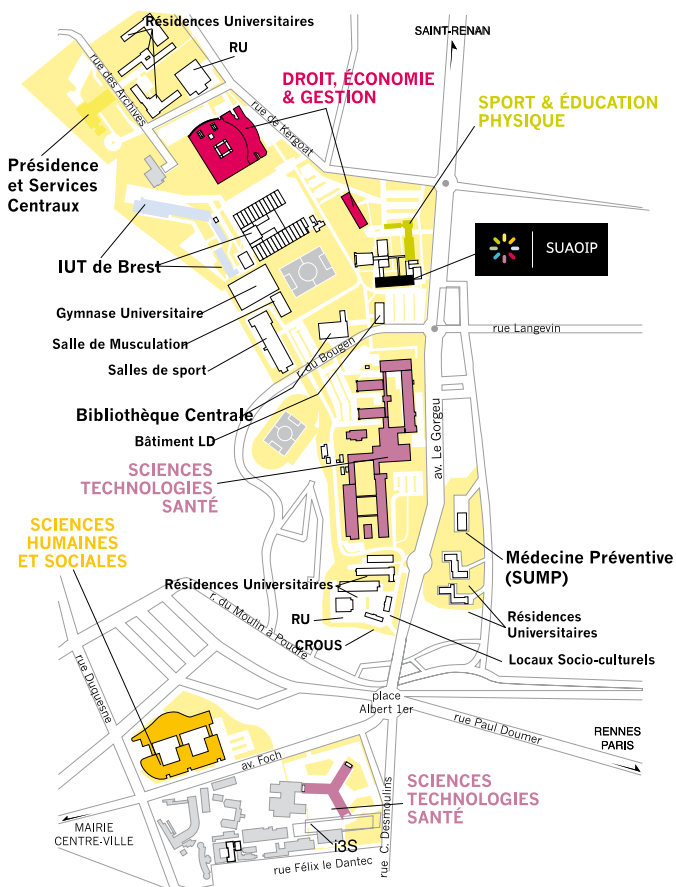 Résidences Universitaires
RU
SAINT-RENAN
rue des Archives
DROIT, ÉCONOMIE
& GESTION
SPORT & ÉDUCATION
PHYSIQUE
rue de Kergoat
Présidence
et Services
Centraux
SUAOIP
IUT de Brest
Gymnase Universitaire
rue Langevin
Salle de Musculation
r. du Bougen
Salles de sport
Bibliothèque Centrale
Bâtiment LD
av. Le Gorgeu
SCIENCES
TECHNOLOGIES
SANTÉ
SCIENCES
HUMAINES
ET SOCIALES
Médecine Préventive
(SUMP)
Résidences Universitaires
r. du Moulin à Poudre
RU
CROUS
Résidences
Universitaires
Locaux Socio-culturels
rue Duquesne
place
Albert 1er
rue Paul Doumer
RENNES
PARIS
av. Foch
SCIENCES
TECHNOLOGIES
SANTÉ
rue C. Desmoulins
MAIRIE
CENTRE-VILLE
i3S
rue Félix le Dantec